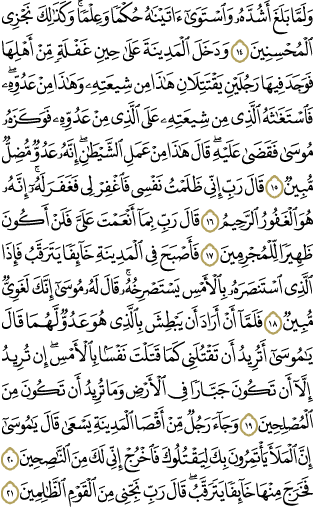 وَلَمَّا بَلَغَ أَشُدَّهُۥ وَٱسْتَوَىٰٓ ءَاتَيْنَٰهُ حُكْمًا وَعِلْمًا ۚ وَكَذَٰلِكَ نَجْزِى
ٱلْمُحْسِنِينَ ١٤ وَدَخَلَ ٱلْمَدِينَةَ عَلَىٰ حِينِ غَفْلَةٍ مِّنْ أَهْلِهَا
فَوَجَدَ فِيهَا رَجُلَيْنِ يَقْتَتِلَانِ هَٰذَا مِن شِيعَتِهِۦ وَهَٰذَا مِنْ عَدُوِّهِۦ ۖ
فَٱسْتَغَٰثَهُ ٱلَّذِى مِن شِيعَتِهِۦ عَلَى ٱلَّذِى مِنْ عَدُوِّهِۦ فَوَكَزَهُۥ
مُوسَىٰ فَقَضَىٰ عَلَيْهِ ۖ قَالَ هَٰذَا مِنْ عَمَلِ ٱلشَّيْطَٰنِ ۖ إِنَّهُۥ عَدُوٌّ مُّضِلٌّ
مُّبِينٌ ١٥ قَالَ رَبِّ إِنِّى ظَلَمْتُ نَفْسِى فَٱغْفِرْ لِى فَغَفَرَ لَهُۥٓ ۚ إِنَّهُۥ
هُوَ ٱلْغَفُورُ ٱلرَّحِيمُ ١٦ قَالَ رَبِّ بِمَآ أَنْعَمْتَ عَلَىَّ فَلَنْ أَكُونَ
ظَهِيرًا لِّلْمُجْرِمِينَ ١٧ فَأَصْبَحَ فِى ٱلْمَدِينَةِ خَآئِفًا يَتَرَقَّبُ فَإِذَا
ٱلَّذِى ٱسْتَنصَرَهُۥ بِٱلْأَمْسِ يَسْتَصْرِخُهُۥ ۚ قَالَ لَهُۥ مُوسَىٰٓ إِنَّكَ لَغَوِىٌّ
مُّبِينٌ ١٨ فَلَمَّآ أَنْ أَرَادَ أَن يَبْطِشَ بِٱلَّذِى هُوَ عَدُوٌّ لَّهُمَا قَالَ
يَٰمُوسَىٰٓ أَتُرِيدُ أَن تَقْتُلَنِى كَمَا قَتَلْتَ نَفْسًۢا بِٱلْأَمْسِ ۖ إِن تُرِيدُ
إِلَّآ أَن تَكُونَ جَبَّارًا فِى ٱلْأَرْضِ وَمَا تُرِيدُ أَن تَكُونَ مِنَ
ٱلْمُصْلِحِينَ ١٩ وَجَآءَ رَجُلٌ مِّنْ أَقْصَا ٱلْمَدِينَةِ يَسْعَىٰ قَالَ يَٰمُوسَىٰٓ
إِنَّ ٱلْمَلَأَ يَأْتَمِرُونَ بِكَ لِيَقْتُلُوكَ فَٱخْرُجْ إِنِّى لَكَ مِنَ ٱلنَّٰصِحِينَ ٢٠
فَخَرَجَ مِنْهَا خَآئِفًا يَتَرَقَّبُ ۖ قَالَ رَبِّ نَجِّنِى مِنَ ٱلْقَوْمِ ٱلظَّٰلِمِينَ ٢١